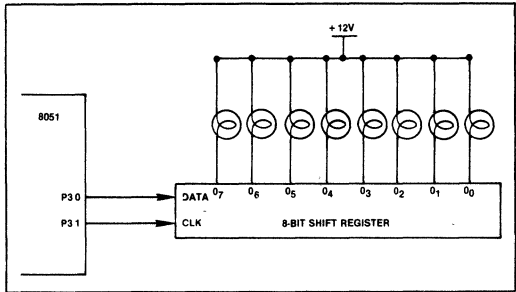 + 12V
8051
P3 0
DATA
0₇ 0₆ 0₅ 0₄ 0₃ 0₂ 0₁ 0₀
P3 1
CLK
8-BIT SHIFT REGISTER